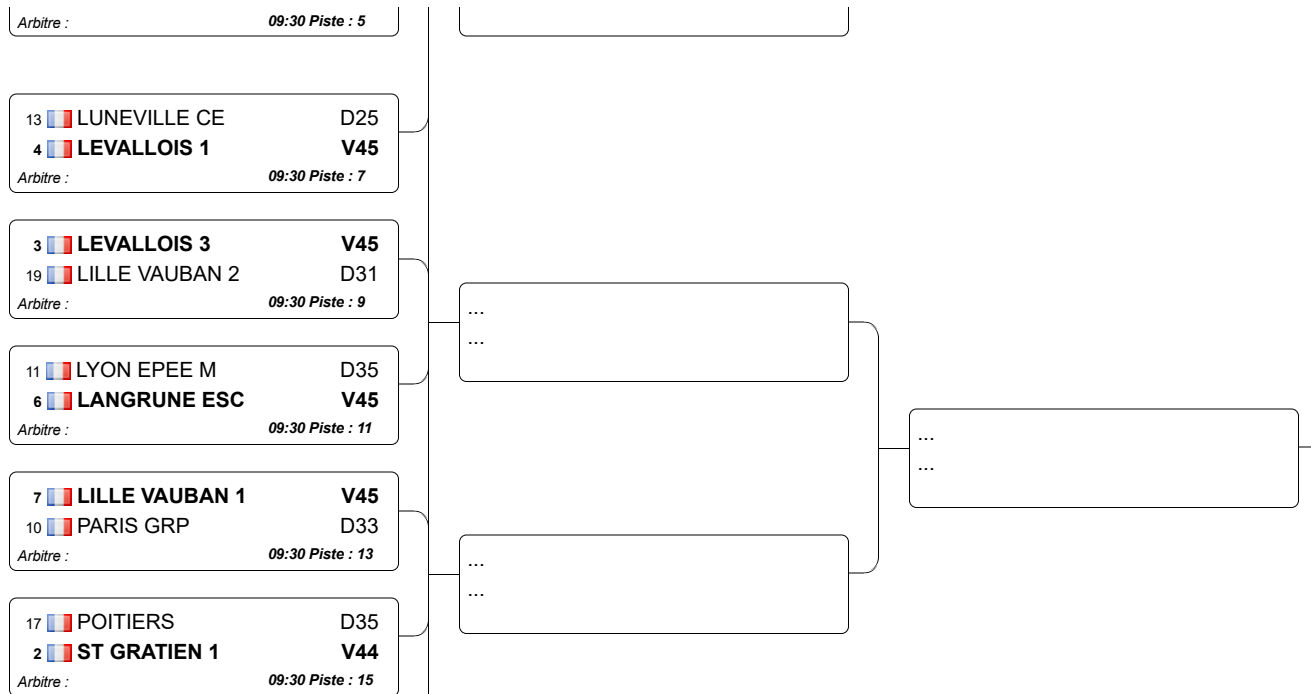 Arbitre : 09:30 Piste : 5
13 LUNEVILLE CE D25
4 LEVALLOIS 1 V45
Arbitre : 09:30 Piste : 7
3 LEVALLOIS 3 V45
19 LILLE VAUBAN 2 D31
Arbitre : 09:30 Piste : 9
...
...
11 LYON EPEE M D35
6 LANGRUNE ESC V45
Arbitre : 09:30 Piste : 11
...
...
7 LILLE VAUBAN 1 V45
10 PARIS GRP D33
Arbitre : 09:30 Piste : 13
...
...
17 POITIERS D35
2 ST GRATIEN 1 V44
Arbitre : 09:30 Piste : 15